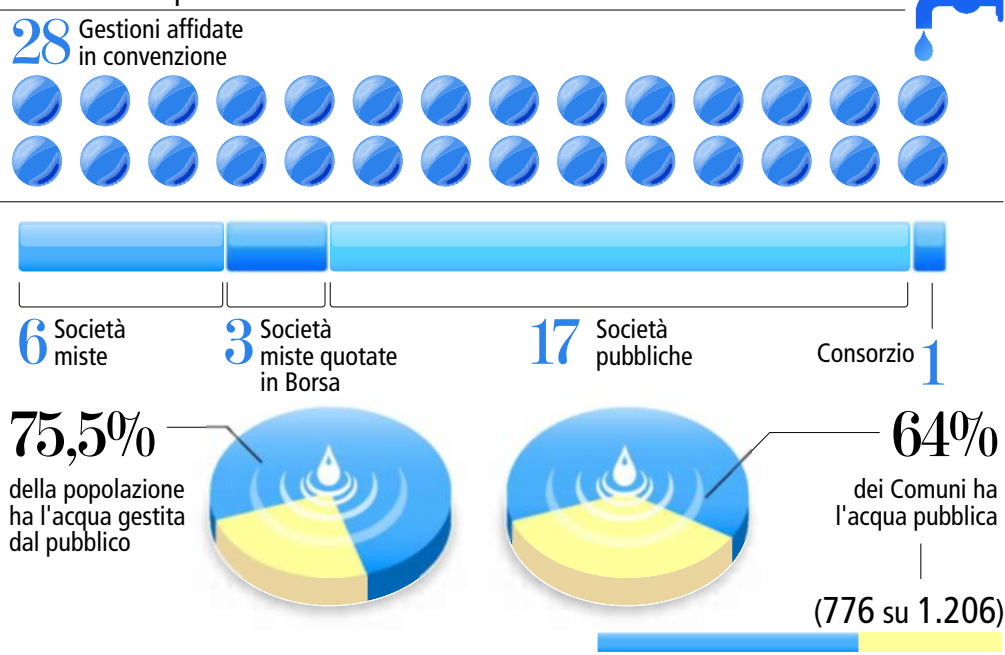 28 Gestioni affidate
in convenzione
6 Società
miste
3 Società
miste quotate
in Borsa
17 Società
pubbliche
Consorzio 1
75,5%
della popolazione
ha l'acqua gestita
dal pubblico
64%
dei Comuni ha
l'acqua pubblica
(776 su 1.206)